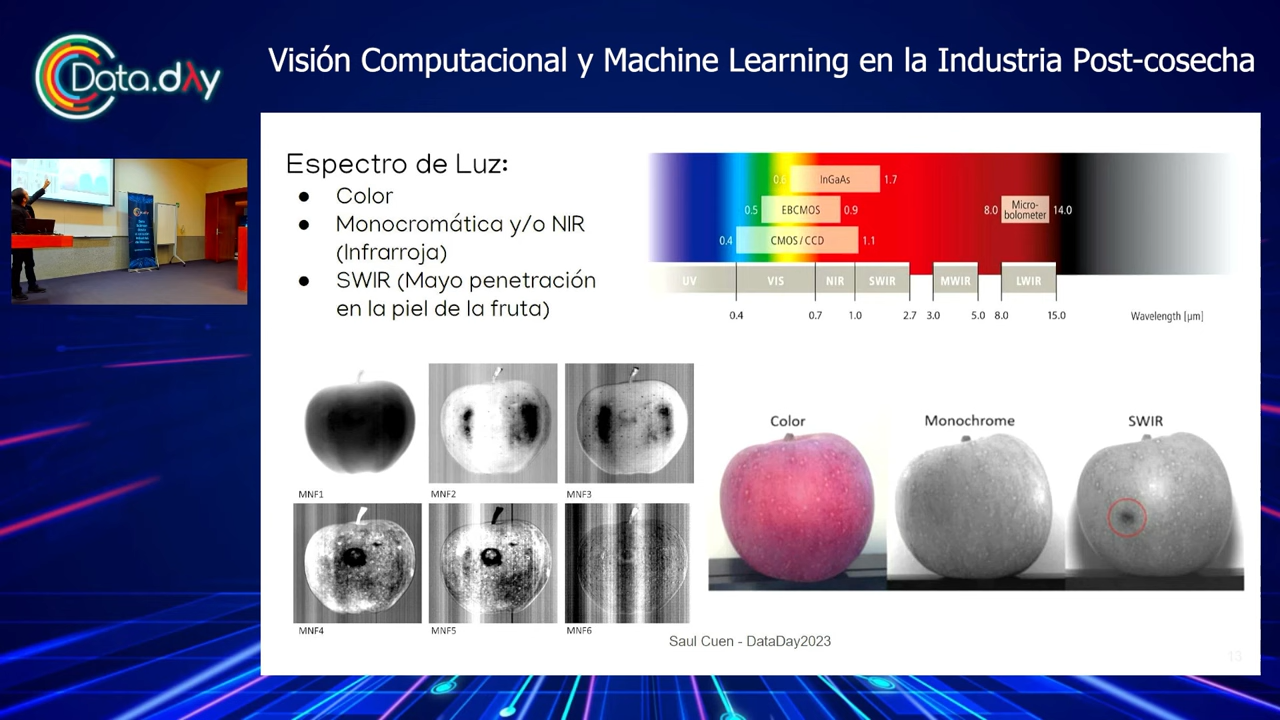 Data.dλy
Visión Computacional y Machine Learning en la Industria Post-cosecha
Espectro de Luz:
● Color
● Monocromática y/o NIR
(Infrarroja)
● SWIR (Mayo penetración
en la piel de la fruta)
InGaAs 1.7
0.5 EBCMOS 0.9
0.4 CMOS/CCD 1.1
8.0 Micro-
bolometer 14.0
UV VIS NIR SWIR MWIR LWIR
0.4 0.7 1.0 2.7 3.0 5.0 8.0 15.0 Wavelength [µm]
MNF1 MNF2 MNF3
MNF4 MNF5 MNF6
Color Monochrome SWIR
Saul Cuen - DataDay2023
13